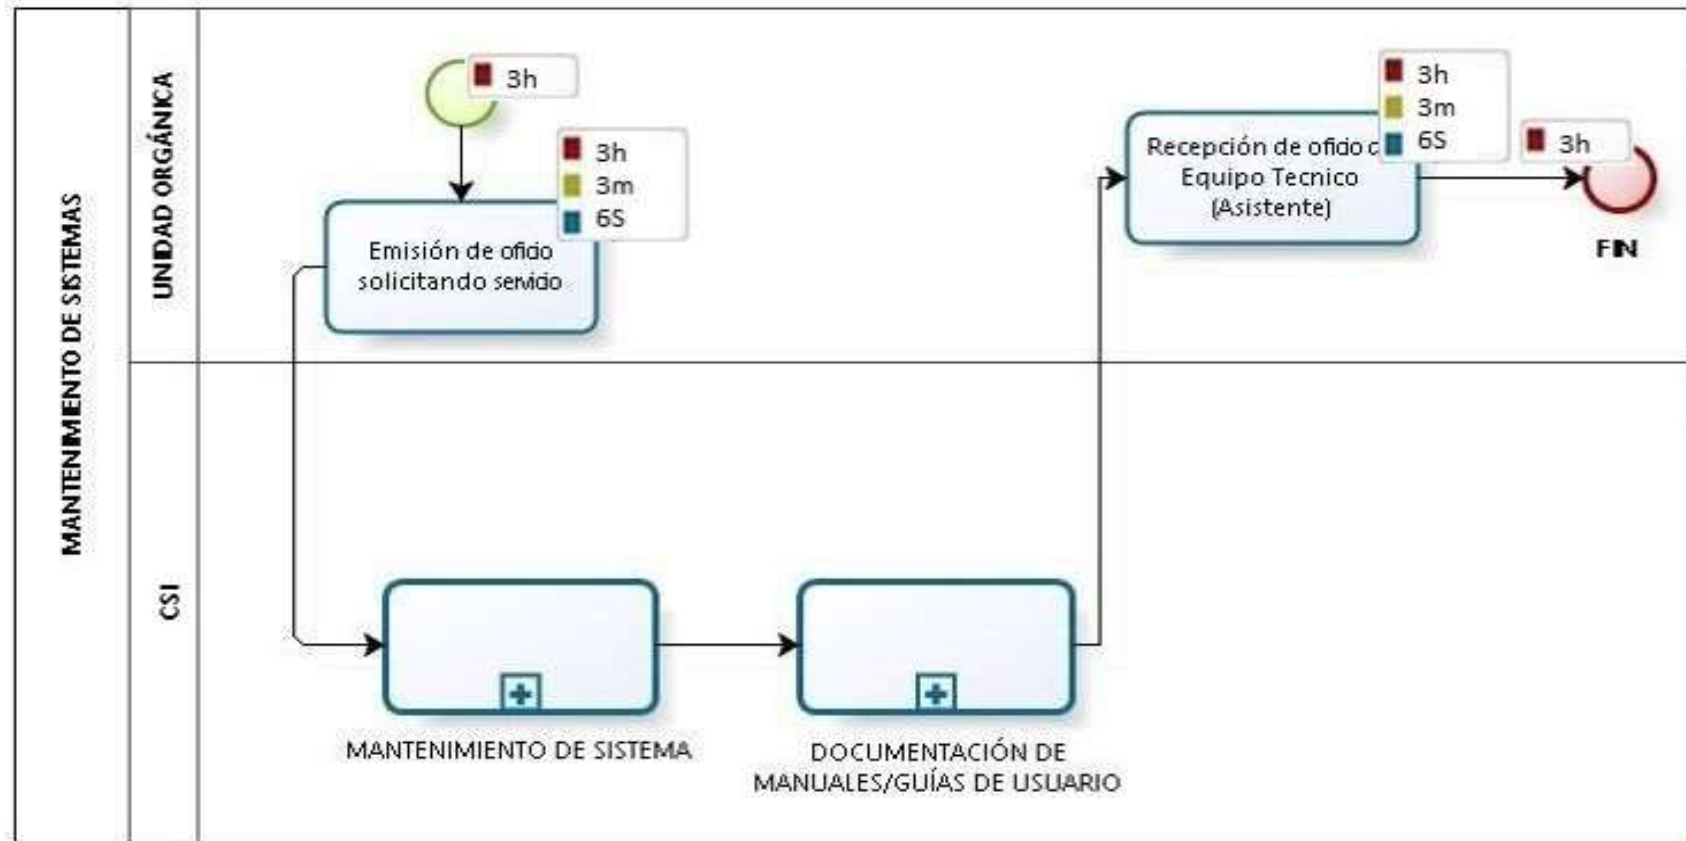 MANTENIMIENTO DE SISTEMAS
UNIDAD ORGÁNICA
3h
3h
3m
6S
Emisión de oficio
solicitando servicio
3h
3m
6S
Recepción de oficio
Equipo Tecnico
(Asistente)
3h
FIN
CSI
MANTENIMIENTO DE SISTEMA
DOCUMENTACIÓN DE
MANUALES/GUÍAS DE USUARIO